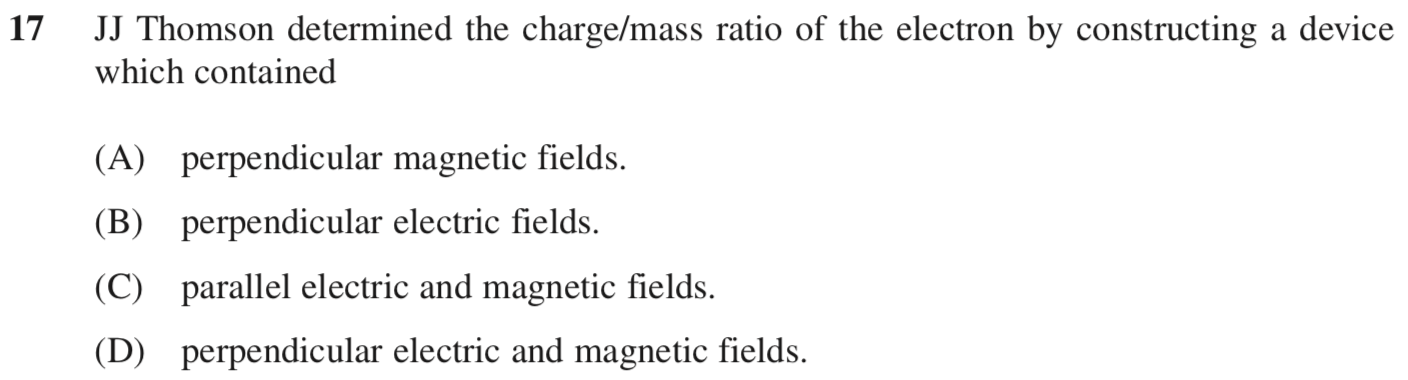 17 JJ Thomson determined the charge/mass ratio of the electron by constructing a device
which contained
(A) perpendicular magnetic fields.
(B) perpendicular electric fields.
(C) parallel electric and magnetic fields.
(D) perpendicular electric and magnetic fields.